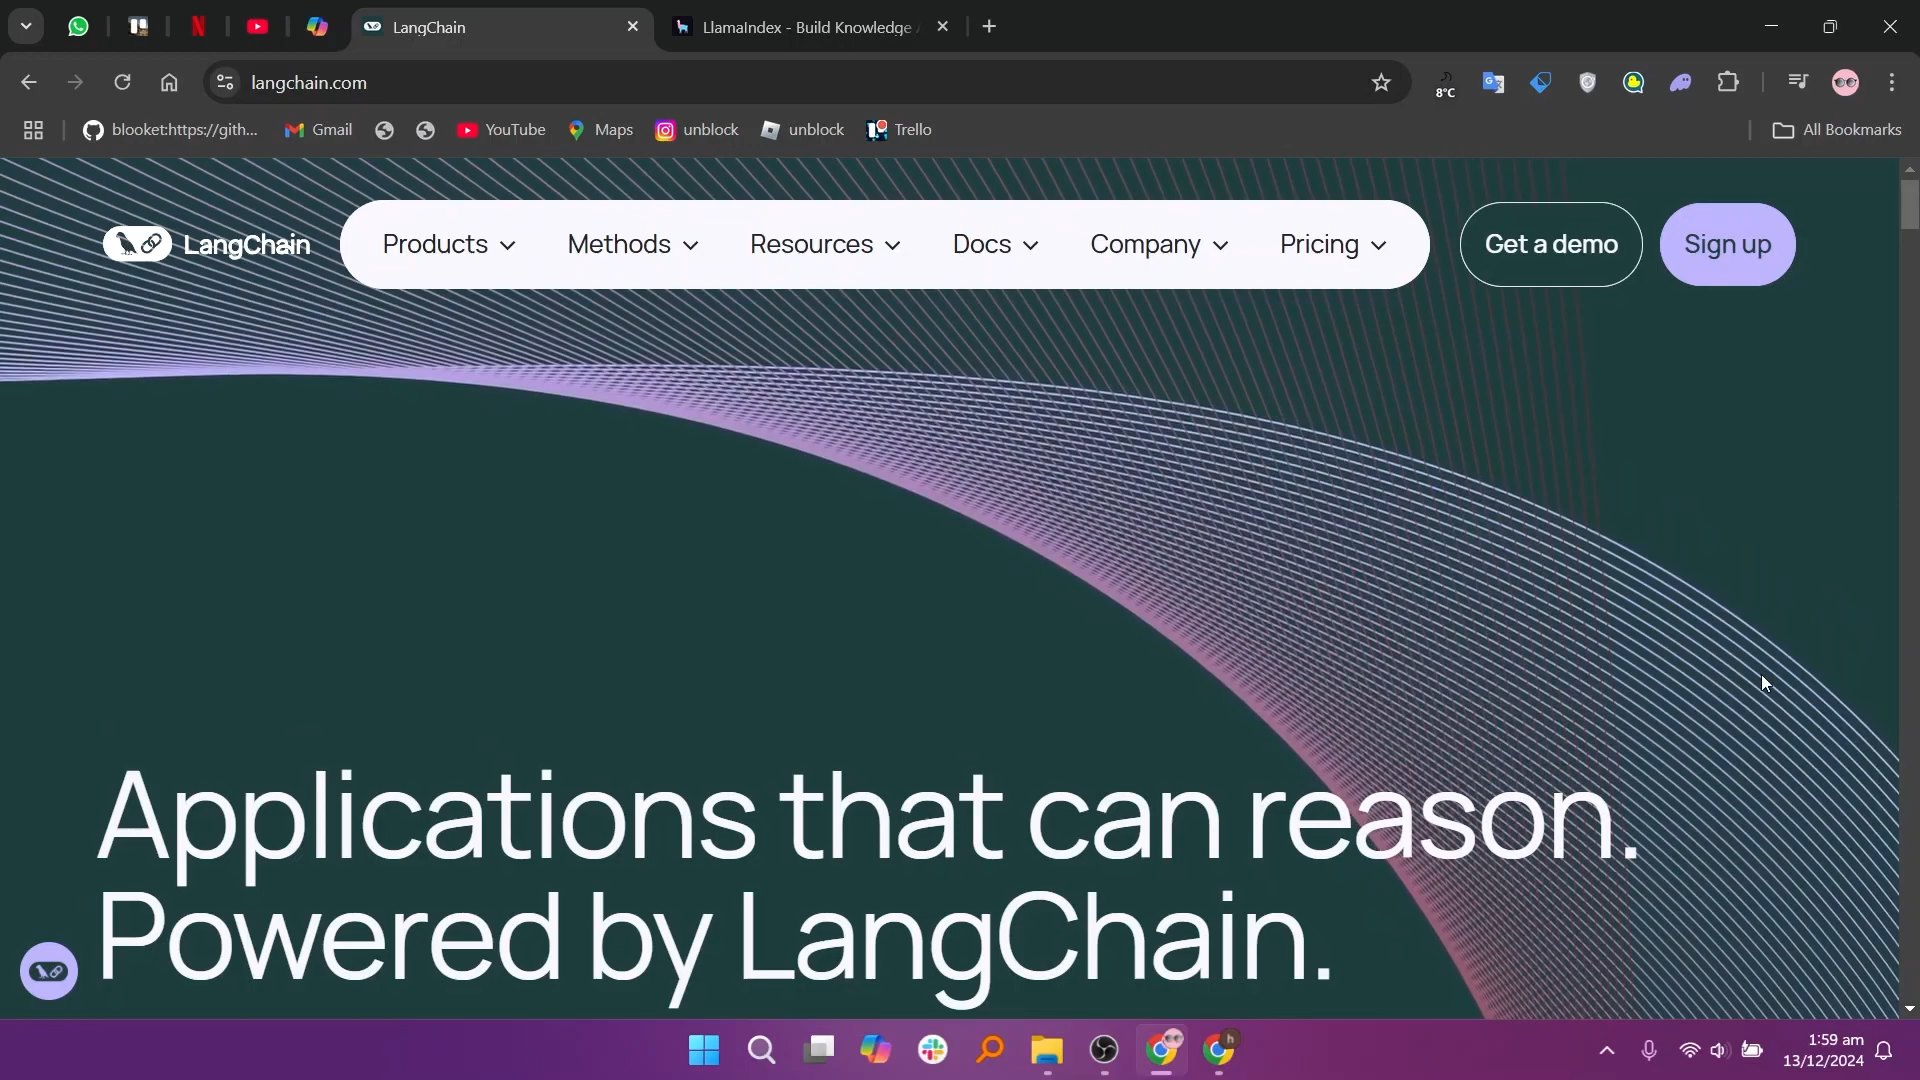 LangChain
LlamaIndex - Build Knowledge
langchain.com
8°C
blooket:https://gith...
Gmail
YouTube
Maps
unblock
unblock
Trello
All Bookmarks
LangChain
Products
Methods
Resources
Docs
Company
Pricing
Get a demo
Sign up
Applications that can reason.
Powered by LangChain.
1:59 am
13/12/2024